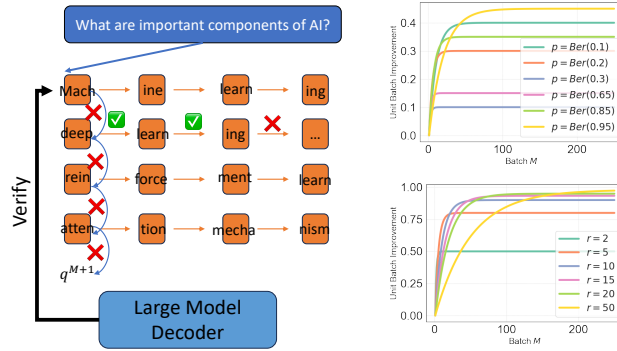 What are important components of AI?
Mach ine learn ing
deep learn ing ...
rein force ment learn
atten tion mecha nism
q^{M+1}
Verify
Large Model
Decoder
Unit Batch Improvement
0.4
0.3
0.2
0.1
0.0
p = Ber(0.1)
p = Ber(0.2)
p = Ber(0.3)
p = Ber(0.65)
p = Ber(0.85)
p = Ber(0.95)
0 100 200
Batch M
Unit Batch Improvement
1.00
0.75
0.50
0.25
0.00
r = 2
r = 5
r = 10
r = 15
r = 20
r = 50
0 100 200
Batch M